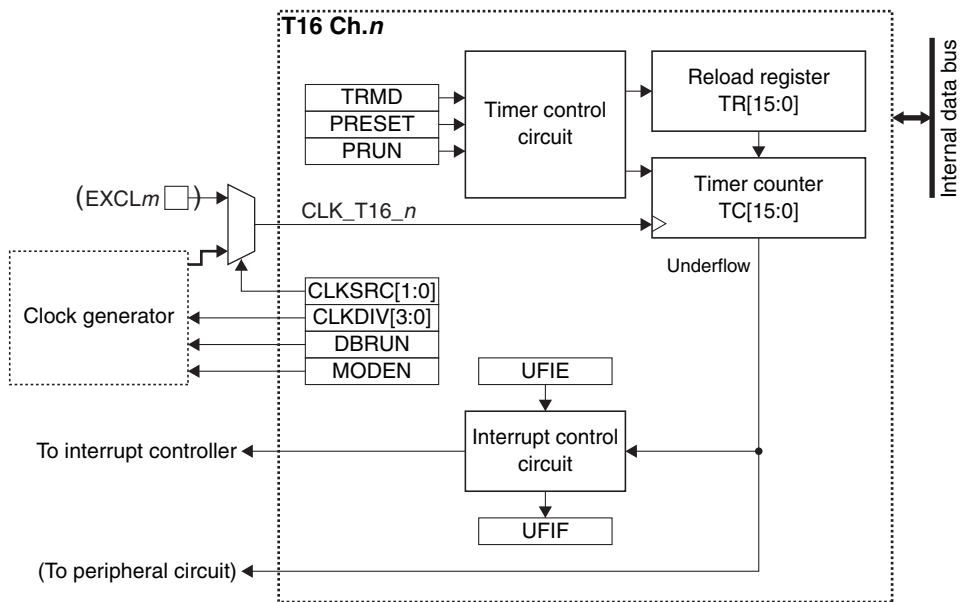 T16 Ch.n
Reload register
TR[15:0]
Internal data bus
TRMD
PRESET
PRUN
Timer control
circuit
Timer counter
TC[15:0]
(EXCLm )
CLK_T16_n
Underflow
Clock generator
CLKSRC[1:0]
CLKDIV[3:0]
DBRUN
MODEN
UFIE
Interrupt control
circuit
To interrupt controller
UFIF
(To peripheral circuit)